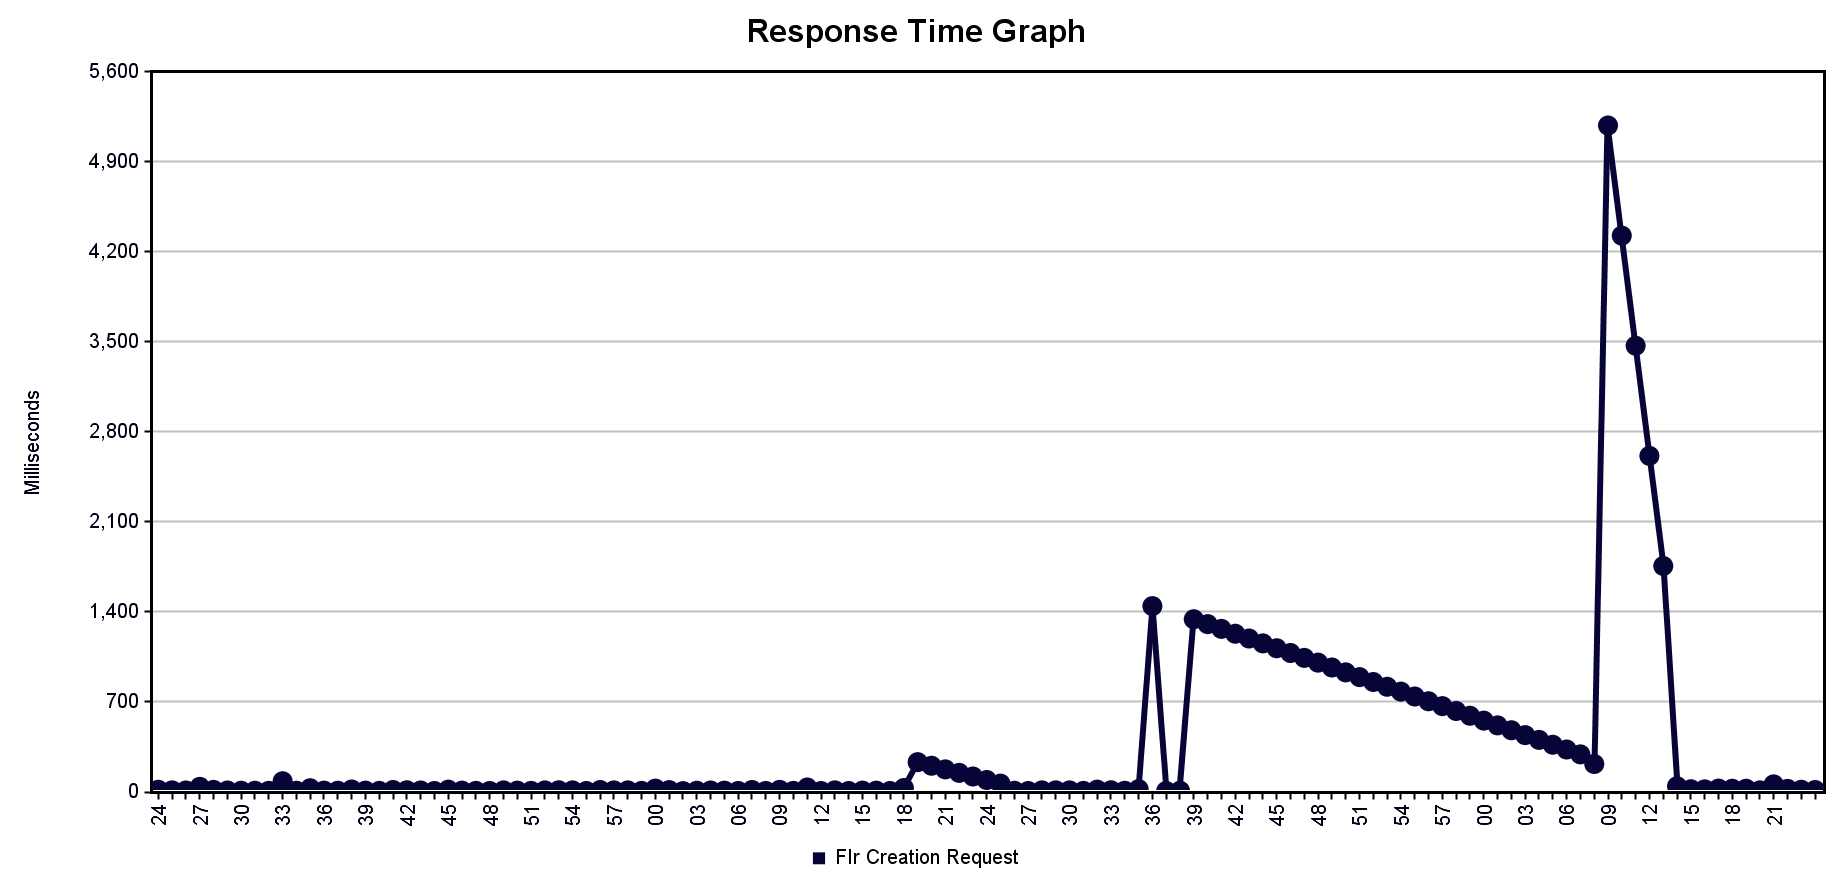 Response Time Graph
5,600
4,900
4,200
3,500
2,800
2,100
1,400
700
0
Milliseconds
24 27 30 33 36 39 42 45 48 51 54 57 00 03 06 09 12 15 18 21 24 27 30 33 36 39 42 45 48 51 54 57 00 03 06 09 12 15 18 21
FIr Creation Request